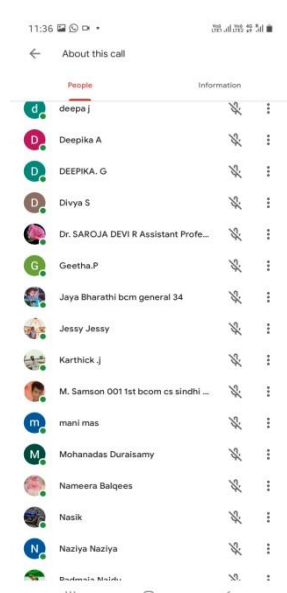 11:36
About this call
People Information
d deepa j
D Deepika A
D DEEPIKA. G
D Divya S
Dr. SAROJA DEVI R Assistant Profe...
G Geetha.P
Jaya Bharathi bcm general 34
Jessy Jessy
Karthick .j
M. Samson 001 1st bcom cs sindhi ...
m mani mas
M Mohanadas Duraisamy
Nameera Balqees
Nasik
N Naziya Naziya
Padmaja Naidu